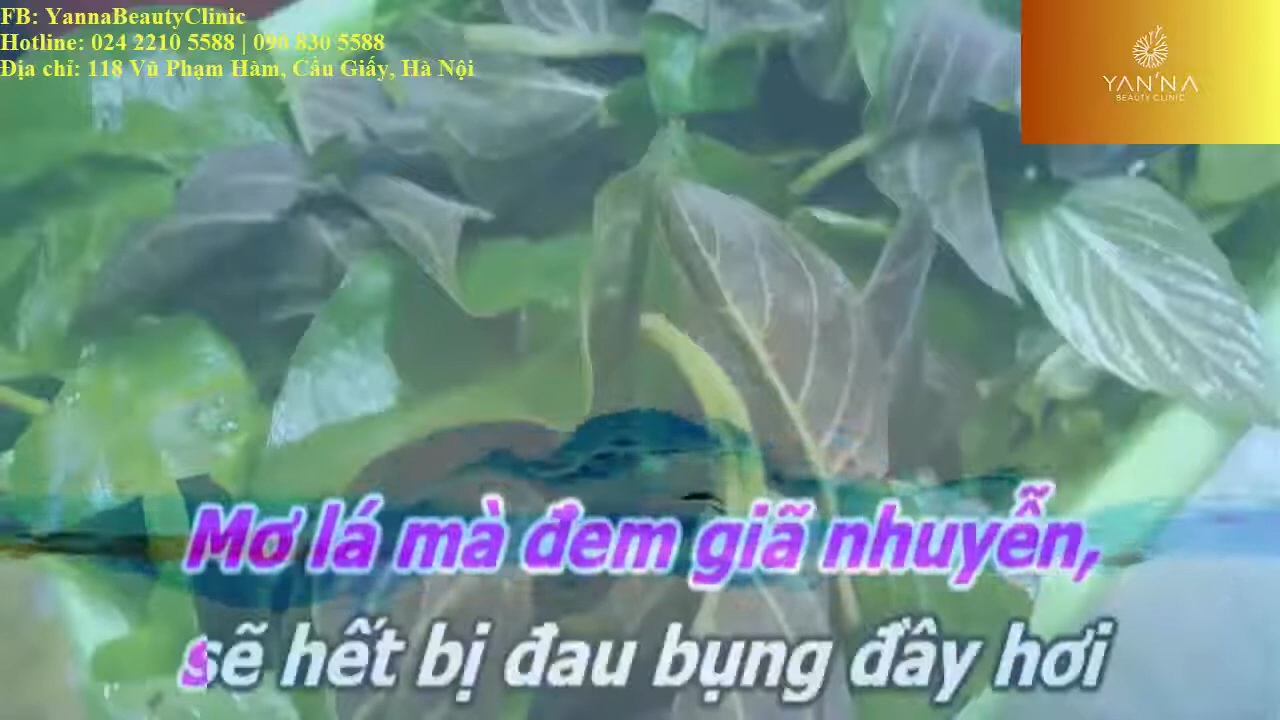 FB: YannaBeautyClinic
Hotline: 024 2210 5588 | 090 830 5588
Địa chỉ: 118 Vũ Phạm Hàm, Cầu Giấy, Hà Nội
YAN'NA
BEAUTY CLINIC
Mơ lá mà đem giã nhuyễn,
sẽ hết bị đau bụng đầy hơi